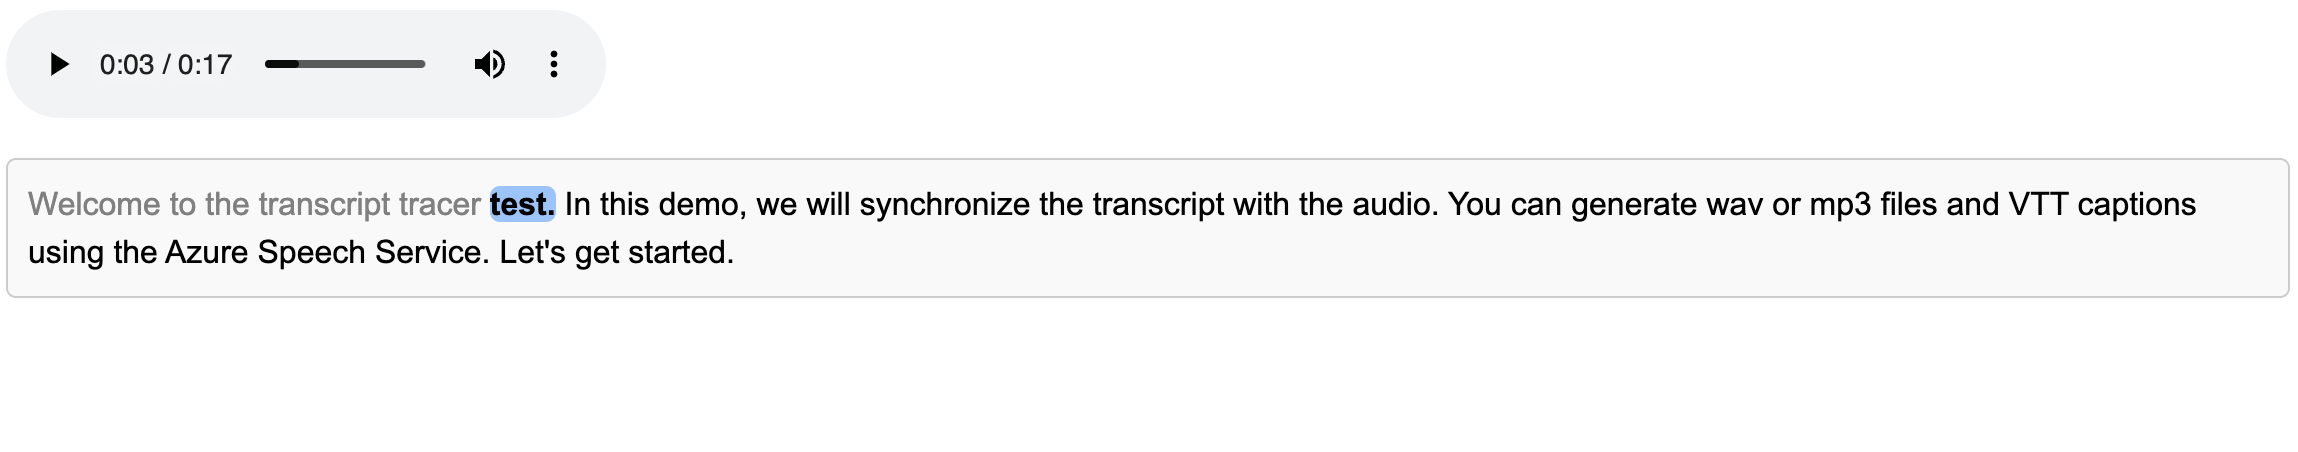 0:03 / 0:17
Welcome to the transcript tracer test. In this demo, we will synchronize the transcript with the audio. You can generate wav or mp3 files and VTT captions
using the Azure Speech Service. Let's get started.